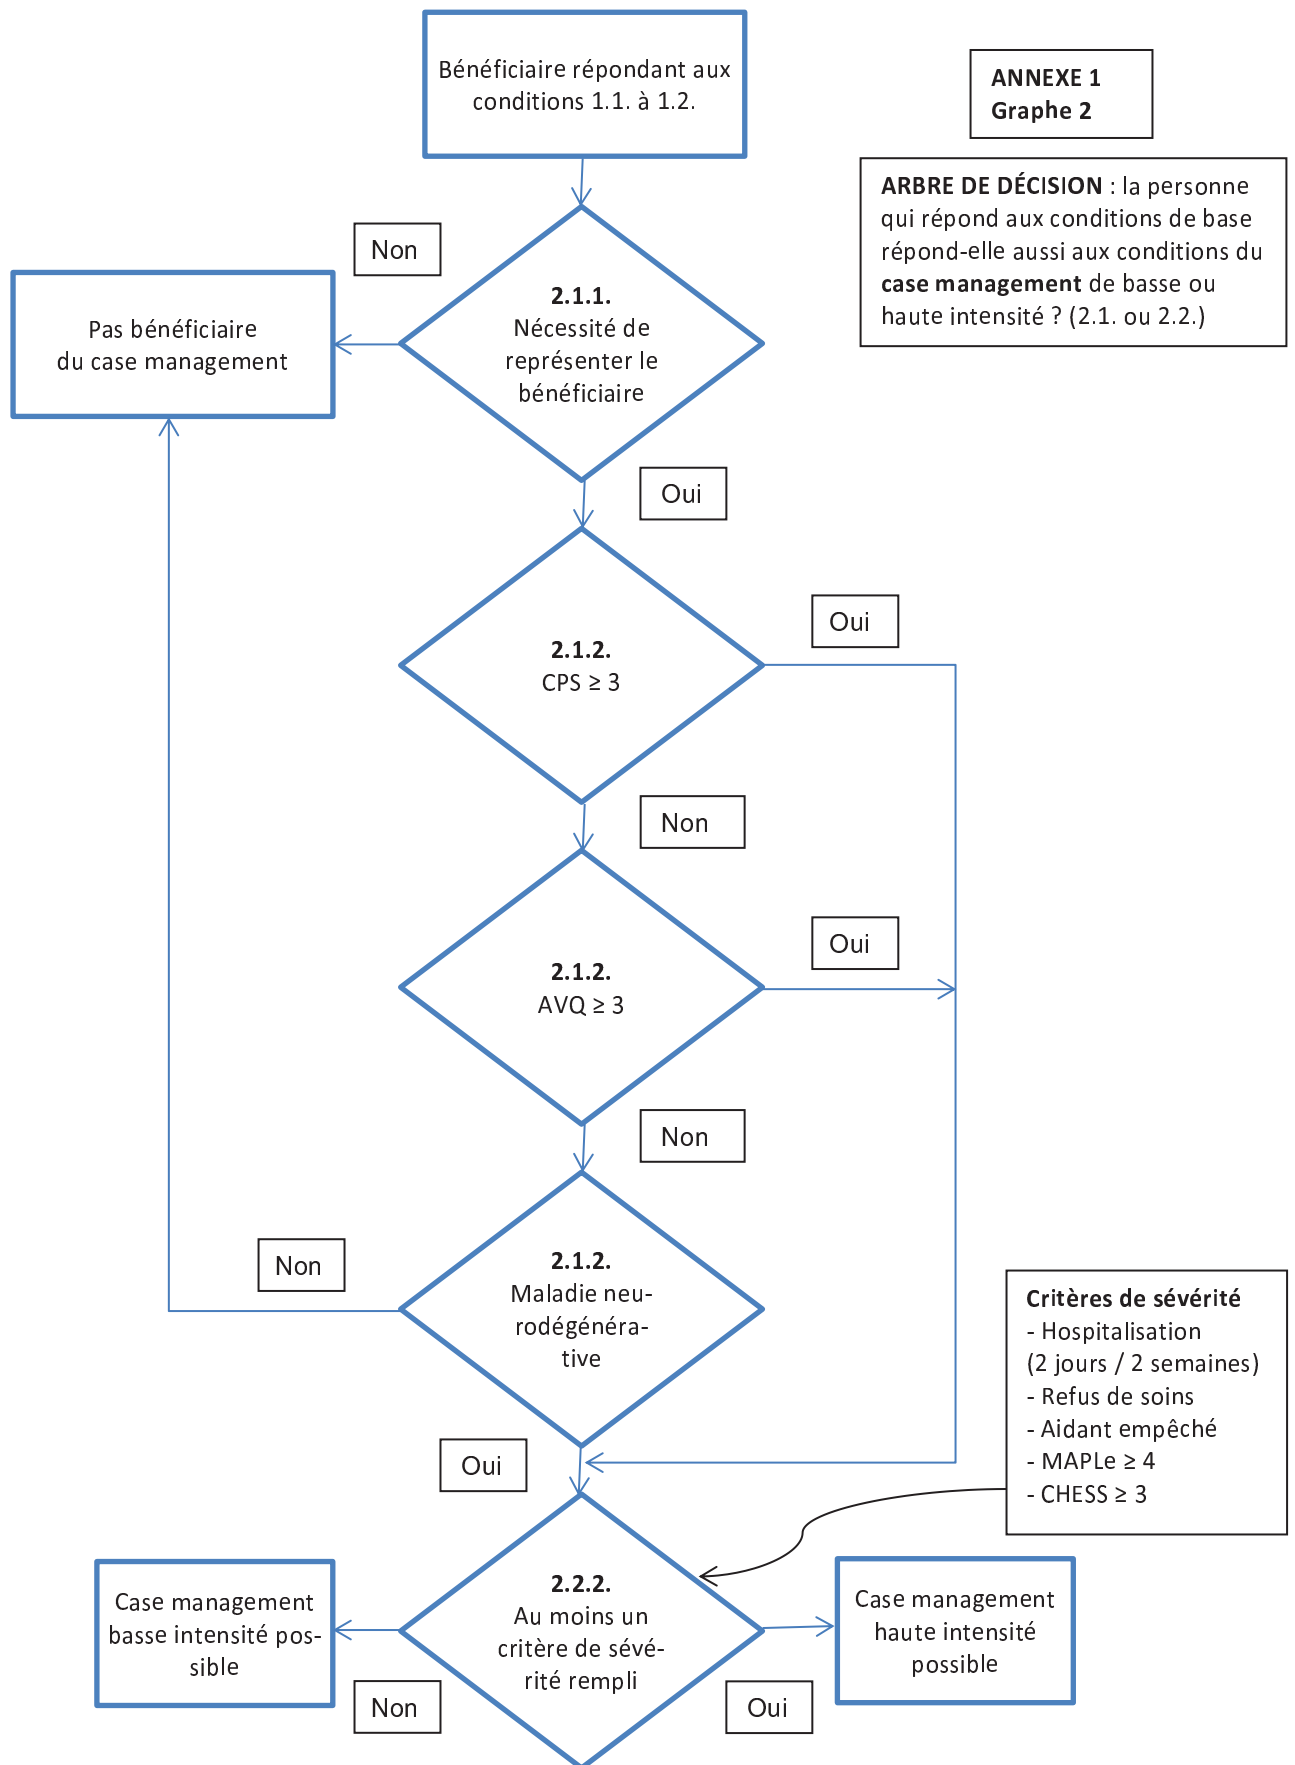 Bénéficiaire répondant aux
conditions 1.1. à 1.2.
ANNEXE 1
Graphe 2
ARBRE DE DÉCISION : la personne
qui répond aux conditions de base
répond-elle aussi aux conditions du
case management de basse ou
haute intensité ? (2.1. ou 2.2.)
Non
Pas bénéficiaire
du case management
2.1.1.
Nécessité de
représenter le
bénéficiaire
Oui
2.1.2.
CPS ≥ 3
Oui
Non
2.1.2.
AVQ ≥ 3
Oui
Non
2.1.2.
Maladie neu-
rodégénéra-
tive
Non
Oui
Critères de sévérité
- Hospitalisation
(2 jours / 2 semaines)
- Refus de soins
- Aidant empêché
- MAPLe ≥ 4
- CHESS ≥ 3
2.2.2.
Au moins un
critère de sévé-
rité rempli
Case management
basse intensité pos-
sible
Non
Case management
haute intensité
possible
Oui